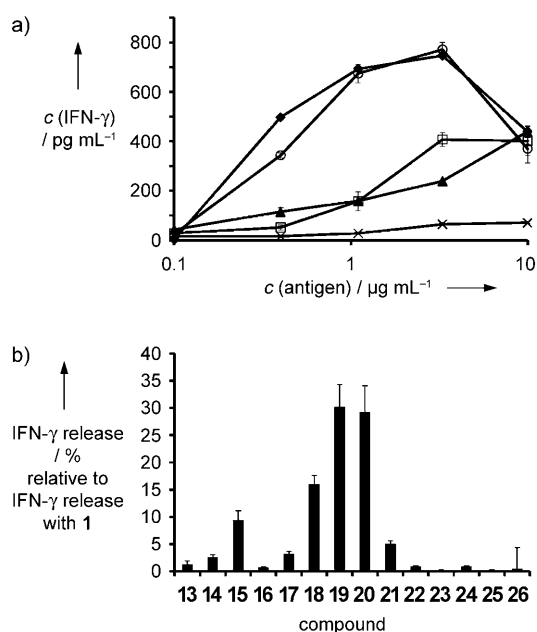 a)
800
600
400
200
0
c (IFN-γ)
/ pg mL⁻¹
0.1
1
10
c (antigen) / µg mL⁻¹
b)
40
35
30
25
20
15
10
5
0
IFN-γ release
/ %
relative to
IFN-γ release
with 1
13 14 15 16 17 18 19 20 21 22 23 24 25 26
compound